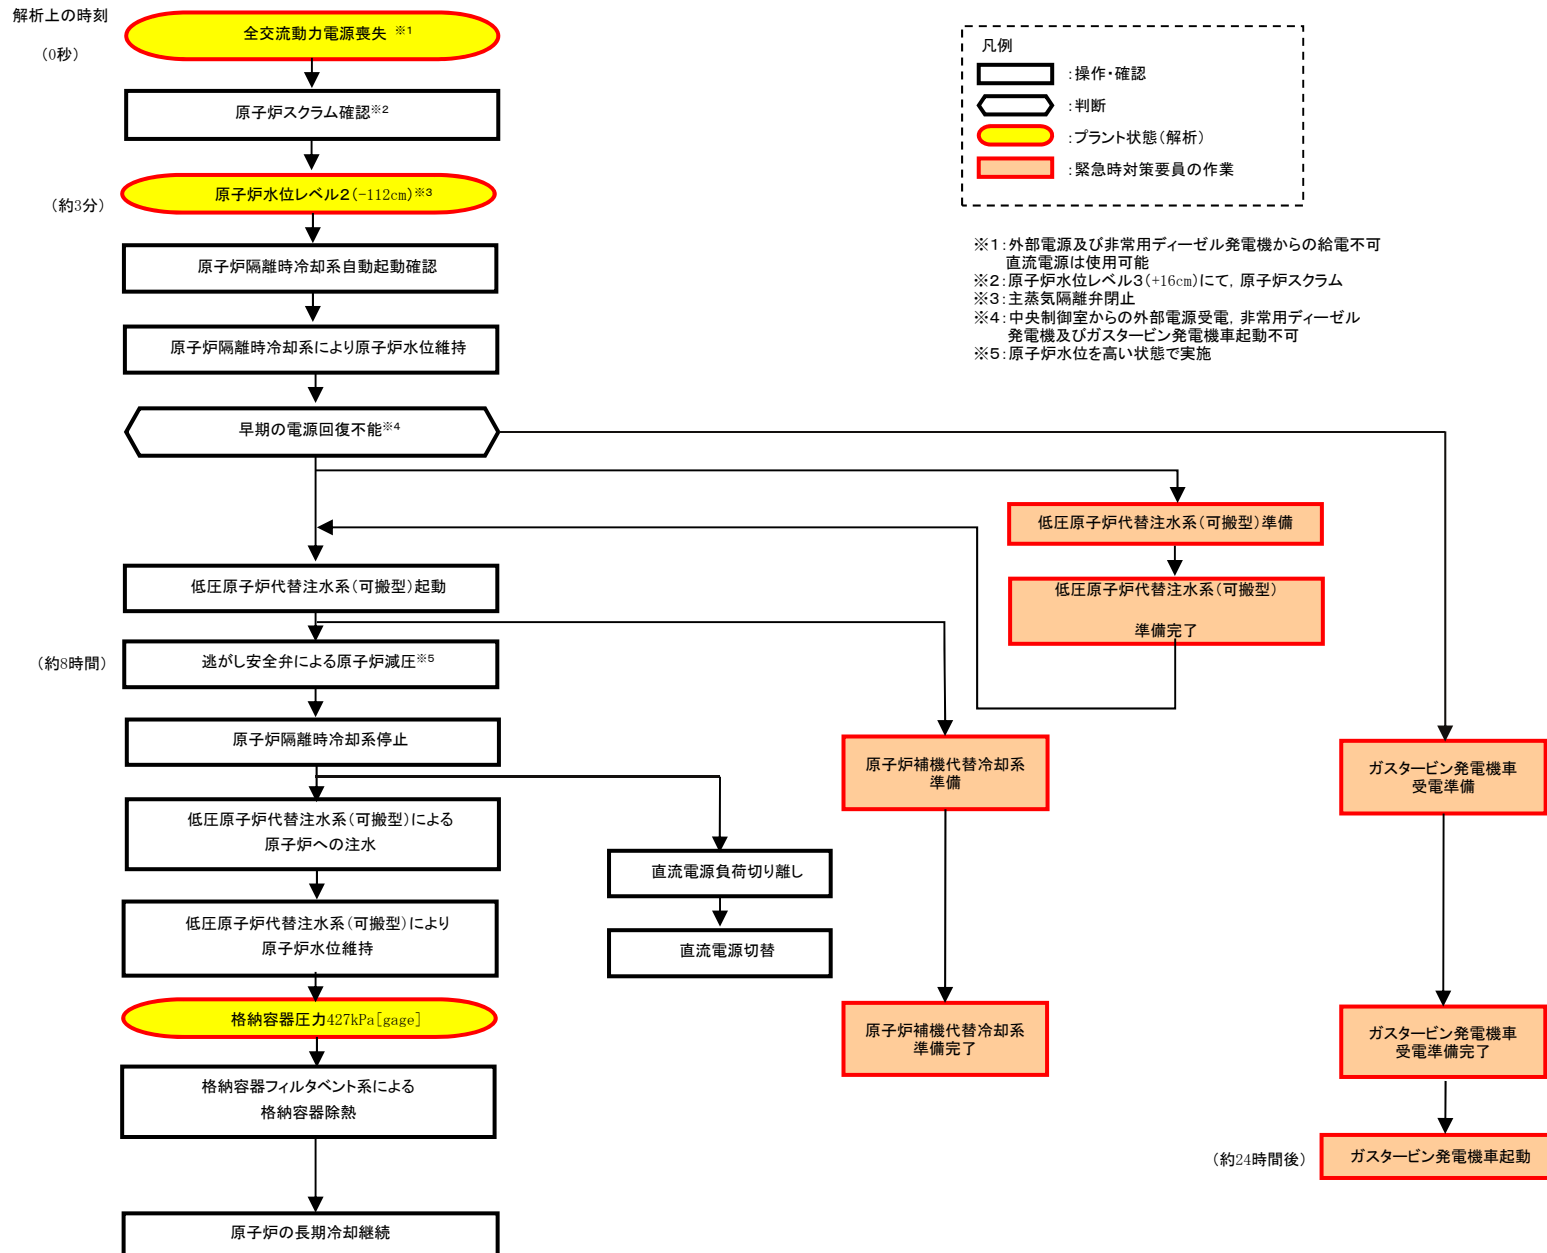 解析上の時刻
(0秒)
全交流動力電源喪失 ※1
原子炉スクラム確認※2
(約3分)
原子炉水位レベル2(-112cm)※3
原子炉隔離時冷却系自動起動確認
原子炉隔離時冷却系により原子炉水位維持
早期の電源回復不能※4
低圧原子炉代替注水系(可搬型)起動
(約8時間)
逃がし安全弁による原子炉減圧※5
原子炉隔離時冷却系停止
低圧原子炉代替注水系(可搬型)による
原子炉への注水
低圧原子炉代替注水系(可搬型)により
原子炉水位維持
格納容器圧力427kPa[gage]
格納容器フィルタベント系による
格納容器除熱
原子炉の長期冷却継続
直流電源負荷切り離し
直流電源切替
原子炉補機代替冷却系
準備
原子炉補機代替冷却系
準備完了
低圧原子炉代替注水系(可搬型)準備
低圧原子炉代替注水系(可搬型)
準備完了
ガスタービン発電機車
受電準備
ガスタービン発電機車
受電準備完了
(約24時間後)
ガスタービン発電機車起動
凡例
:操作・確認
:判断
:プラント状態(解析)
:緊急時対策要員の作業
※1:外部電源及び非常用ディーゼル発電機からの給電不可
直流電源は使用可能
※2:原子炉水位レベル3(+16cm)にて,原子炉スクラム
※3:主蒸気隔離弁閉止
※4:中央制御室からの外部電源受電,非常用ディーゼル
発電機及びガスタービン発電機車起動不可
※5:原子炉水位を高い状態で実施